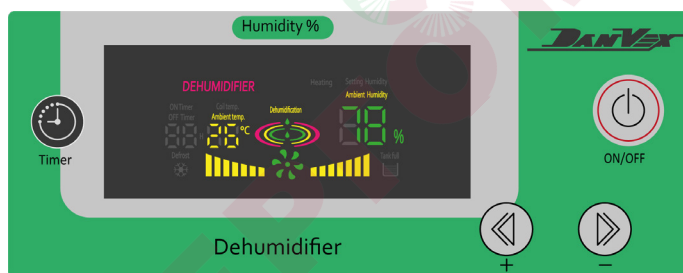 Humidity %
DanVex
DEHUMIDIFIER
Heating
Setting Humidity
Ambient Humidity
ON Timer
OFF Timer
Coil temp.
Ambient temp.
Dehumidification
26 °C
78 %
Defrost
Tank full
Timer
ON/OFF
Dehumidifier
+
−